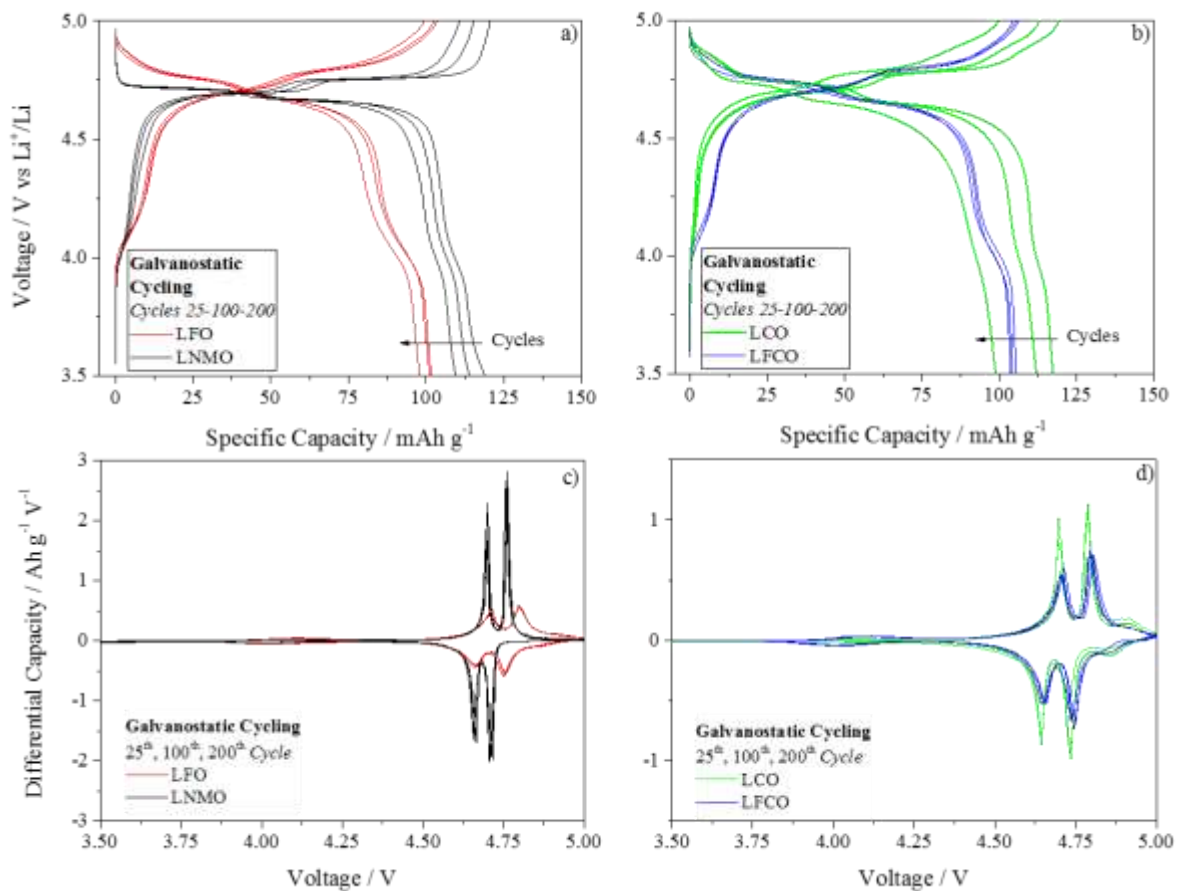 a)
5.0
4.5
4.0
3.5
Voltage / V vs Li⁺/Li
Galvanostatic
Cycling
Cycles 25-100-200
LFO
LNMO
Cycles
0 25 50 75 100 125 150
Specific Capacity / mAh g⁻¹
b)
5.0
4.5
4.0
3.5
Galvanostatic
Cycling
Cycles 25-100-200
LCO
LFCO
Cycles
0 25 50 75 100 125 150
Specific Capacity / mAh g⁻¹
c)
3
2
1
0
-1
-2
-3
Differential Capacity / Ah g⁻¹ V⁻¹
Galvanostatic Cycling
25th, 100th, 200th Cycle
LFO
LNMO
3.50 3.75 4.00 4.25 4.50 4.75 5.00
Voltage / V
d)
1
0
-1
Galvanostatic Cycling
25th, 100th, 200th Cycle
LCO
LFCO
3.50 3.75 4.00 4.25 4.50 4.75 5.00
Voltage / V